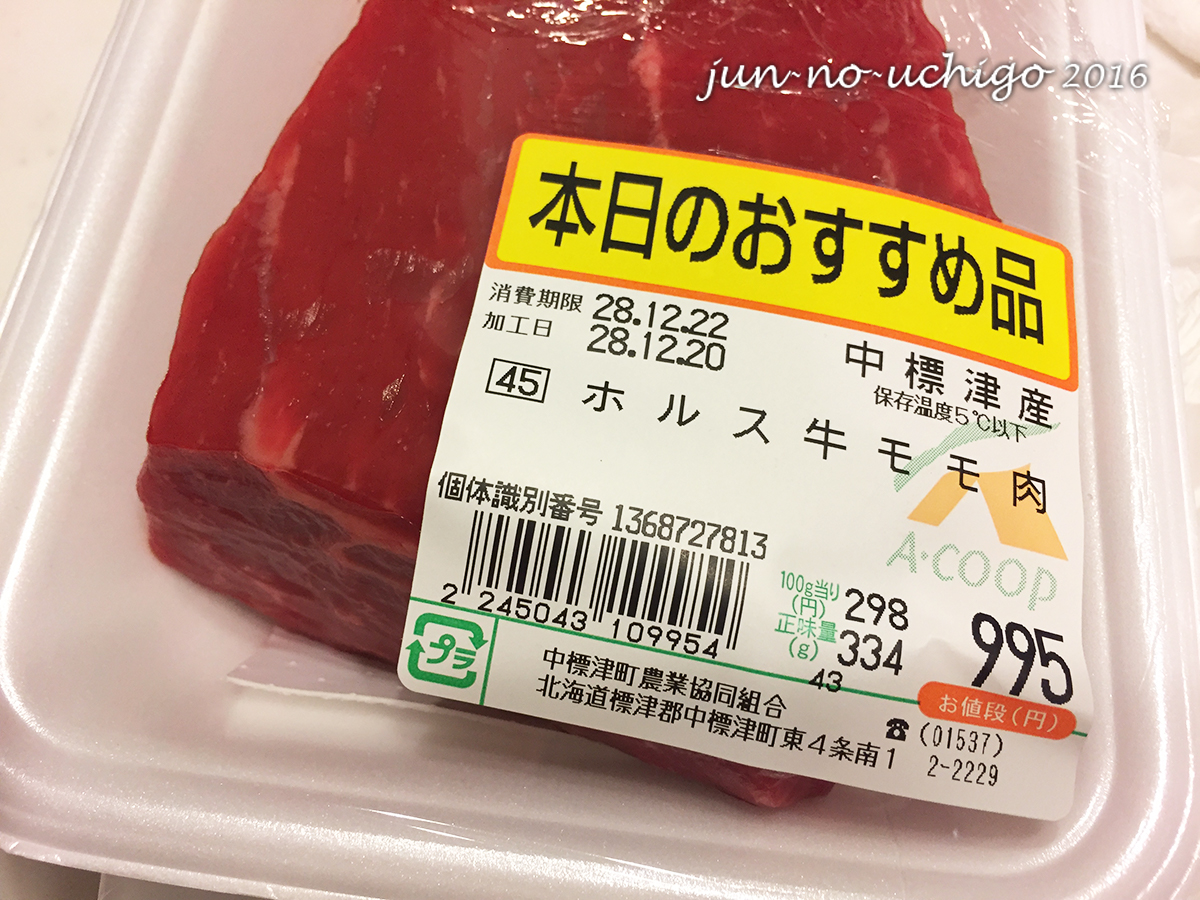 jun~no~uchigo 2016
本日のおすすめ品
消費期限 28.12.22
加工日 28.12.20
中標津産
保存温度5℃以下
45 ホルス牛モモ肉
個体識別番号 1368727813
A・COOP
2 245043 109954
100g当り(円) 298
正味量(g) 334
43
995
お値段(円)
プラ
中標津町農業協同組合
北海道標津郡中標津町東4条南1
☎(01537)
2-2229